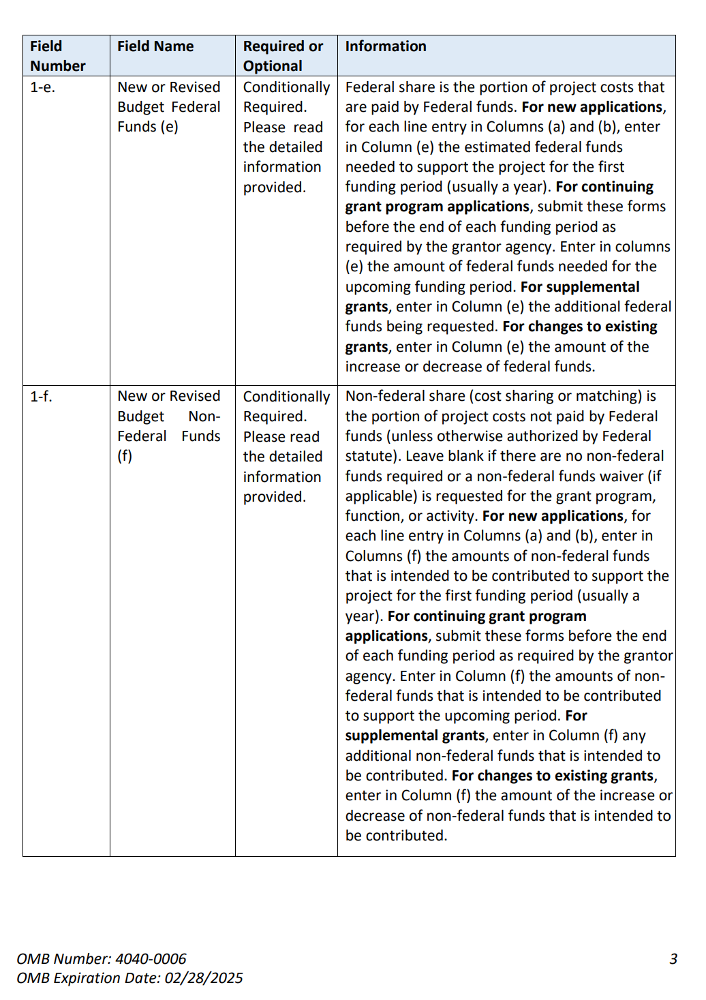 Field Number
Field Name
Required or Optional
Information
1-e.
New or Revised
Budget Federal
Funds (e)
Conditionally
Required.
Please read
the detailed
information
provided.
Federal share is the portion of project costs that
are paid by Federal funds. For new applications,
for each line entry in Columns (a) and (b), enter
in Column (e) the estimated federal funds
needed to support the project for the first
funding period (usually a year). For continuing
grant program applications, submit these forms
before the end of each funding period as
required by the grantor agency. Enter in columns
(e) the amount of federal funds needed for the
upcoming funding period. For supplemental
grants, enter in Column (e) the additional federal
funds being requested. For changes to existing
grants, enter in Column (e) the amount of the
increase or decrease of federal funds.
1-f.
New or Revised
Budget Non-
Federal Funds
(f)
Conditionally
Required.
Please read
the detailed
information
provided.
Non-federal share (cost sharing or matching) is
the portion of project costs not paid by Federal
funds (unless otherwise authorized by Federal
statute). Leave blank if there are no non-federal
funds required or a non-federal funds waiver (if
applicable) is requested for the grant program,
function, or activity. For new applications, for
each line entry in Columns (a) and (b), enter in
Columns (f) the amounts of non-federal funds
that is intended to be contributed to support the
project for the first funding period (usually a
year). For continuing grant program
applications, submit these forms before the end
of each funding period as required by the grantor
agency. Enter in Column (f) the amounts of non-
federal funds that is intended to be contributed
to support the upcoming period. For
supplemental grants, enter in Column (f) any
additional non-federal funds that is intended to
be contributed. For changes to existing grants,
enter in Column (f) the amount of the increase or
decrease of non-federal funds that is intended to
be contributed.
OMB Number: 4040-0006
3
OMB Expiration Date: 02/28/2025